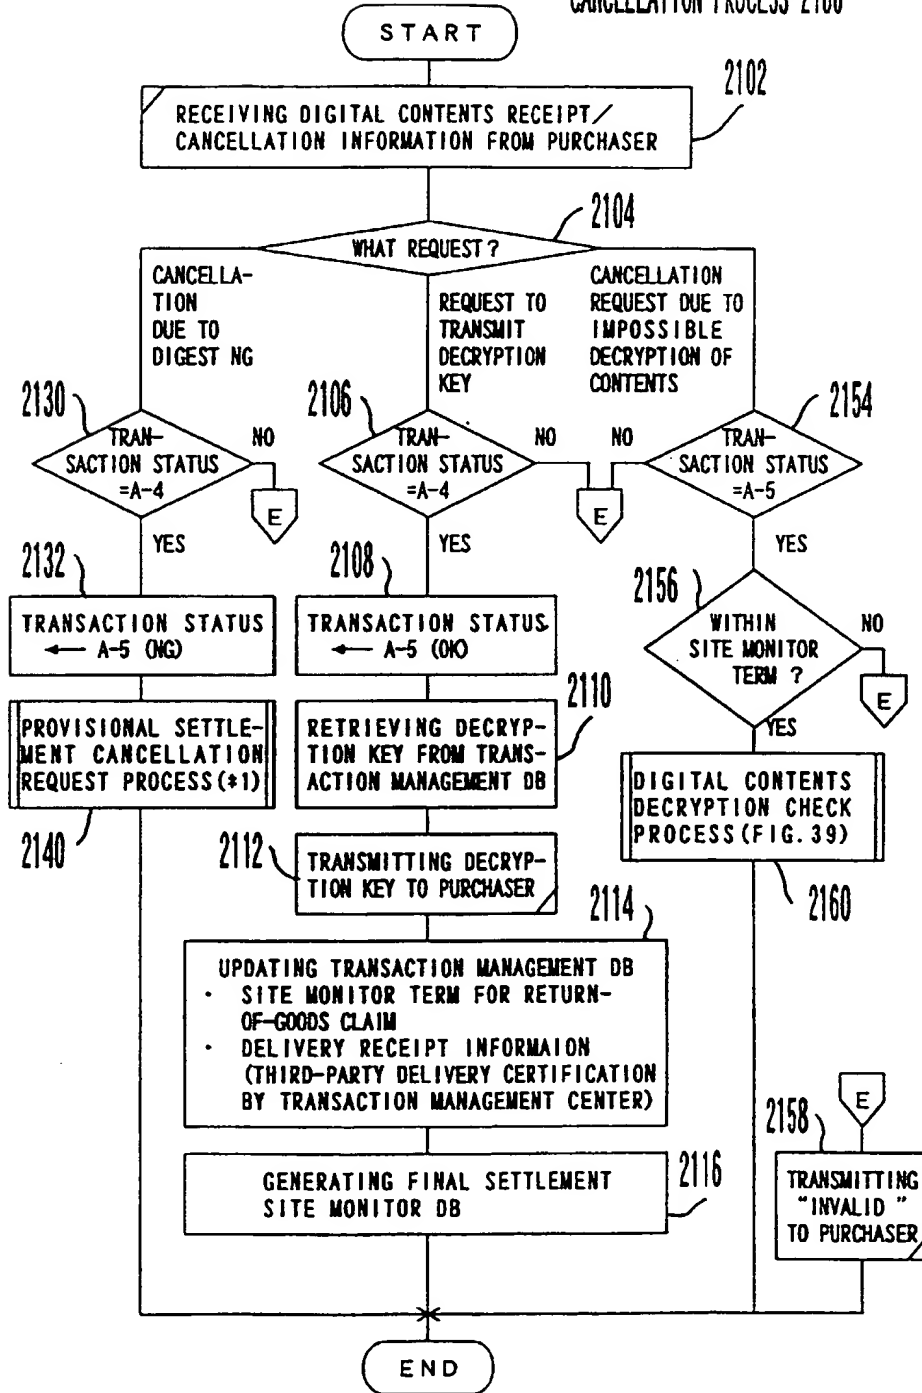 CANCELLATION PROCESS 2100
START
2102
RECEIVING DIGITAL CONTENTS RECEIPT/
CANCELLATION INFORMATION FROM PURCHASER
2104
WHAT REQUEST?
CANCELLA-
TION
DUE TO
DIGEST NG
REQUEST TO
TRANSMIT
DECRYPTION
KEY
CANCELLATION
REQUEST DUE TO
IMPOSSIBLE
DECRYPTION OF
CONTENTS
2130
TRAN-
SACTION STATUS
=A-4
NO
E
YES
2106
TRAN-
SACTION STATUS
=A-4
NO
E
YES
2154
TRAN-
SACTION STATUS
=A-5
NO
YES
2132
TRANSACTION STATUS
← A-5 (NG)
2108
TRANSACTION STATUS
← A-5 (OK)
2156
WITHIN
SITE MONITOR
TERM ?
NO
E
YES
PROVISIONAL SETTLE-
MENT CANCELLATION
REQUEST PROCESS(*1)
2140
2110
RETRIEVING DECRYP-
TION KEY FROM TRANS-
ACTION MANAGEMENT DB
DIGITAL CONTENTS
DECRYPTION CHECK
PROCESS(FIG.39)
2160
2112
TRANSMITTING DECRYP-
TION KEY TO PURCHASER
2114
UPDATING TRANSACTION MANAGEMENT DB
· SITE MONITOR TERM FOR RETURN-
OF-GOODS CLAIM
· DELIVERY RECEIPT INFORMAION
(THIRD-PARTY DELIVERY CERTIFICATION
BY TRANSACTION MANAGEMENT CENTER)
GENERATING FINAL SETTLEMENT
SITE MONITOR DB
2116
E
2158
TRANSMITTING
"INVALID "
TO PURCHASER
END